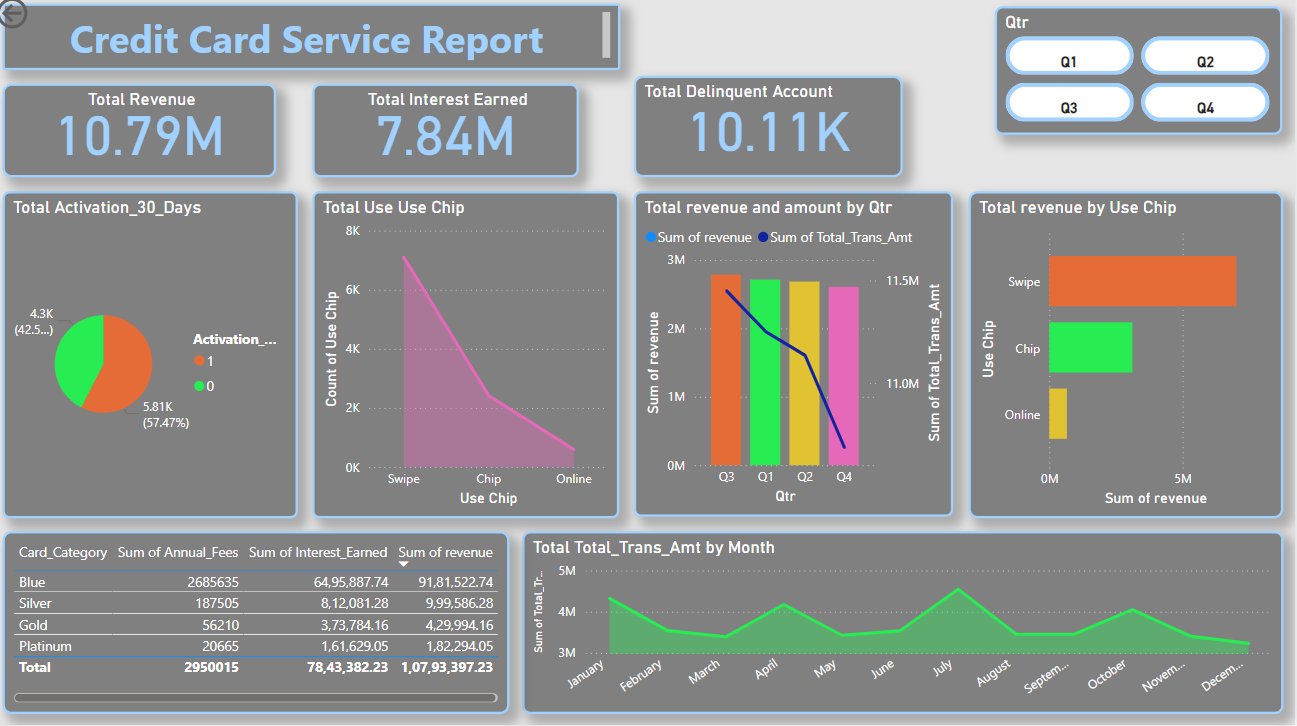 Credit Card Service Report
Qtr
Q1
Q2
Q3
Q4
Total Revenue
10.79M
Total Interest Earned
7.84M
Total Delinquent Account
10.11K
Total Activation_30_Days
4.3K
(42.5...)
5.81K
(57.47%)
Activation_...
1
0
Total Use Use Chip
Count of Use Chip
8K
6K
4K
2K
0K
Swipe Chip Online
Use Chip
Total revenue and amount by Qtr
Sum of revenue Sum of Total_Trans_Amt
Sum of revenue
3M
2M
1M
0M
11.5M
11.0M
Sum of Total_Trans_Amt
Q3 Q1 Q2 Q4
Qtr
Total revenue by Use Chip
Use Chip
Swipe
Chip
Online
0M 5M
Sum of revenue
Card_Category Sum of Annual_Fees Sum of Interest_Earned Sum of revenue
Blue 2685635 64,95,887.74 91,81,522.74
Silver 187505 8,12,081.28 9,99,586.28
Gold 56210 3,73,784.16 4,29,994.16
Platinum 20665 1,61,629.05 1,82,294.05
Total 2950015 78,43,382.23 1,07,93,397.23
Total Total_Trans_Amt by Month
Sum of Total_Tr...
5M
4M
3M
January February March April May June July August Septem... October Novem... Decem...